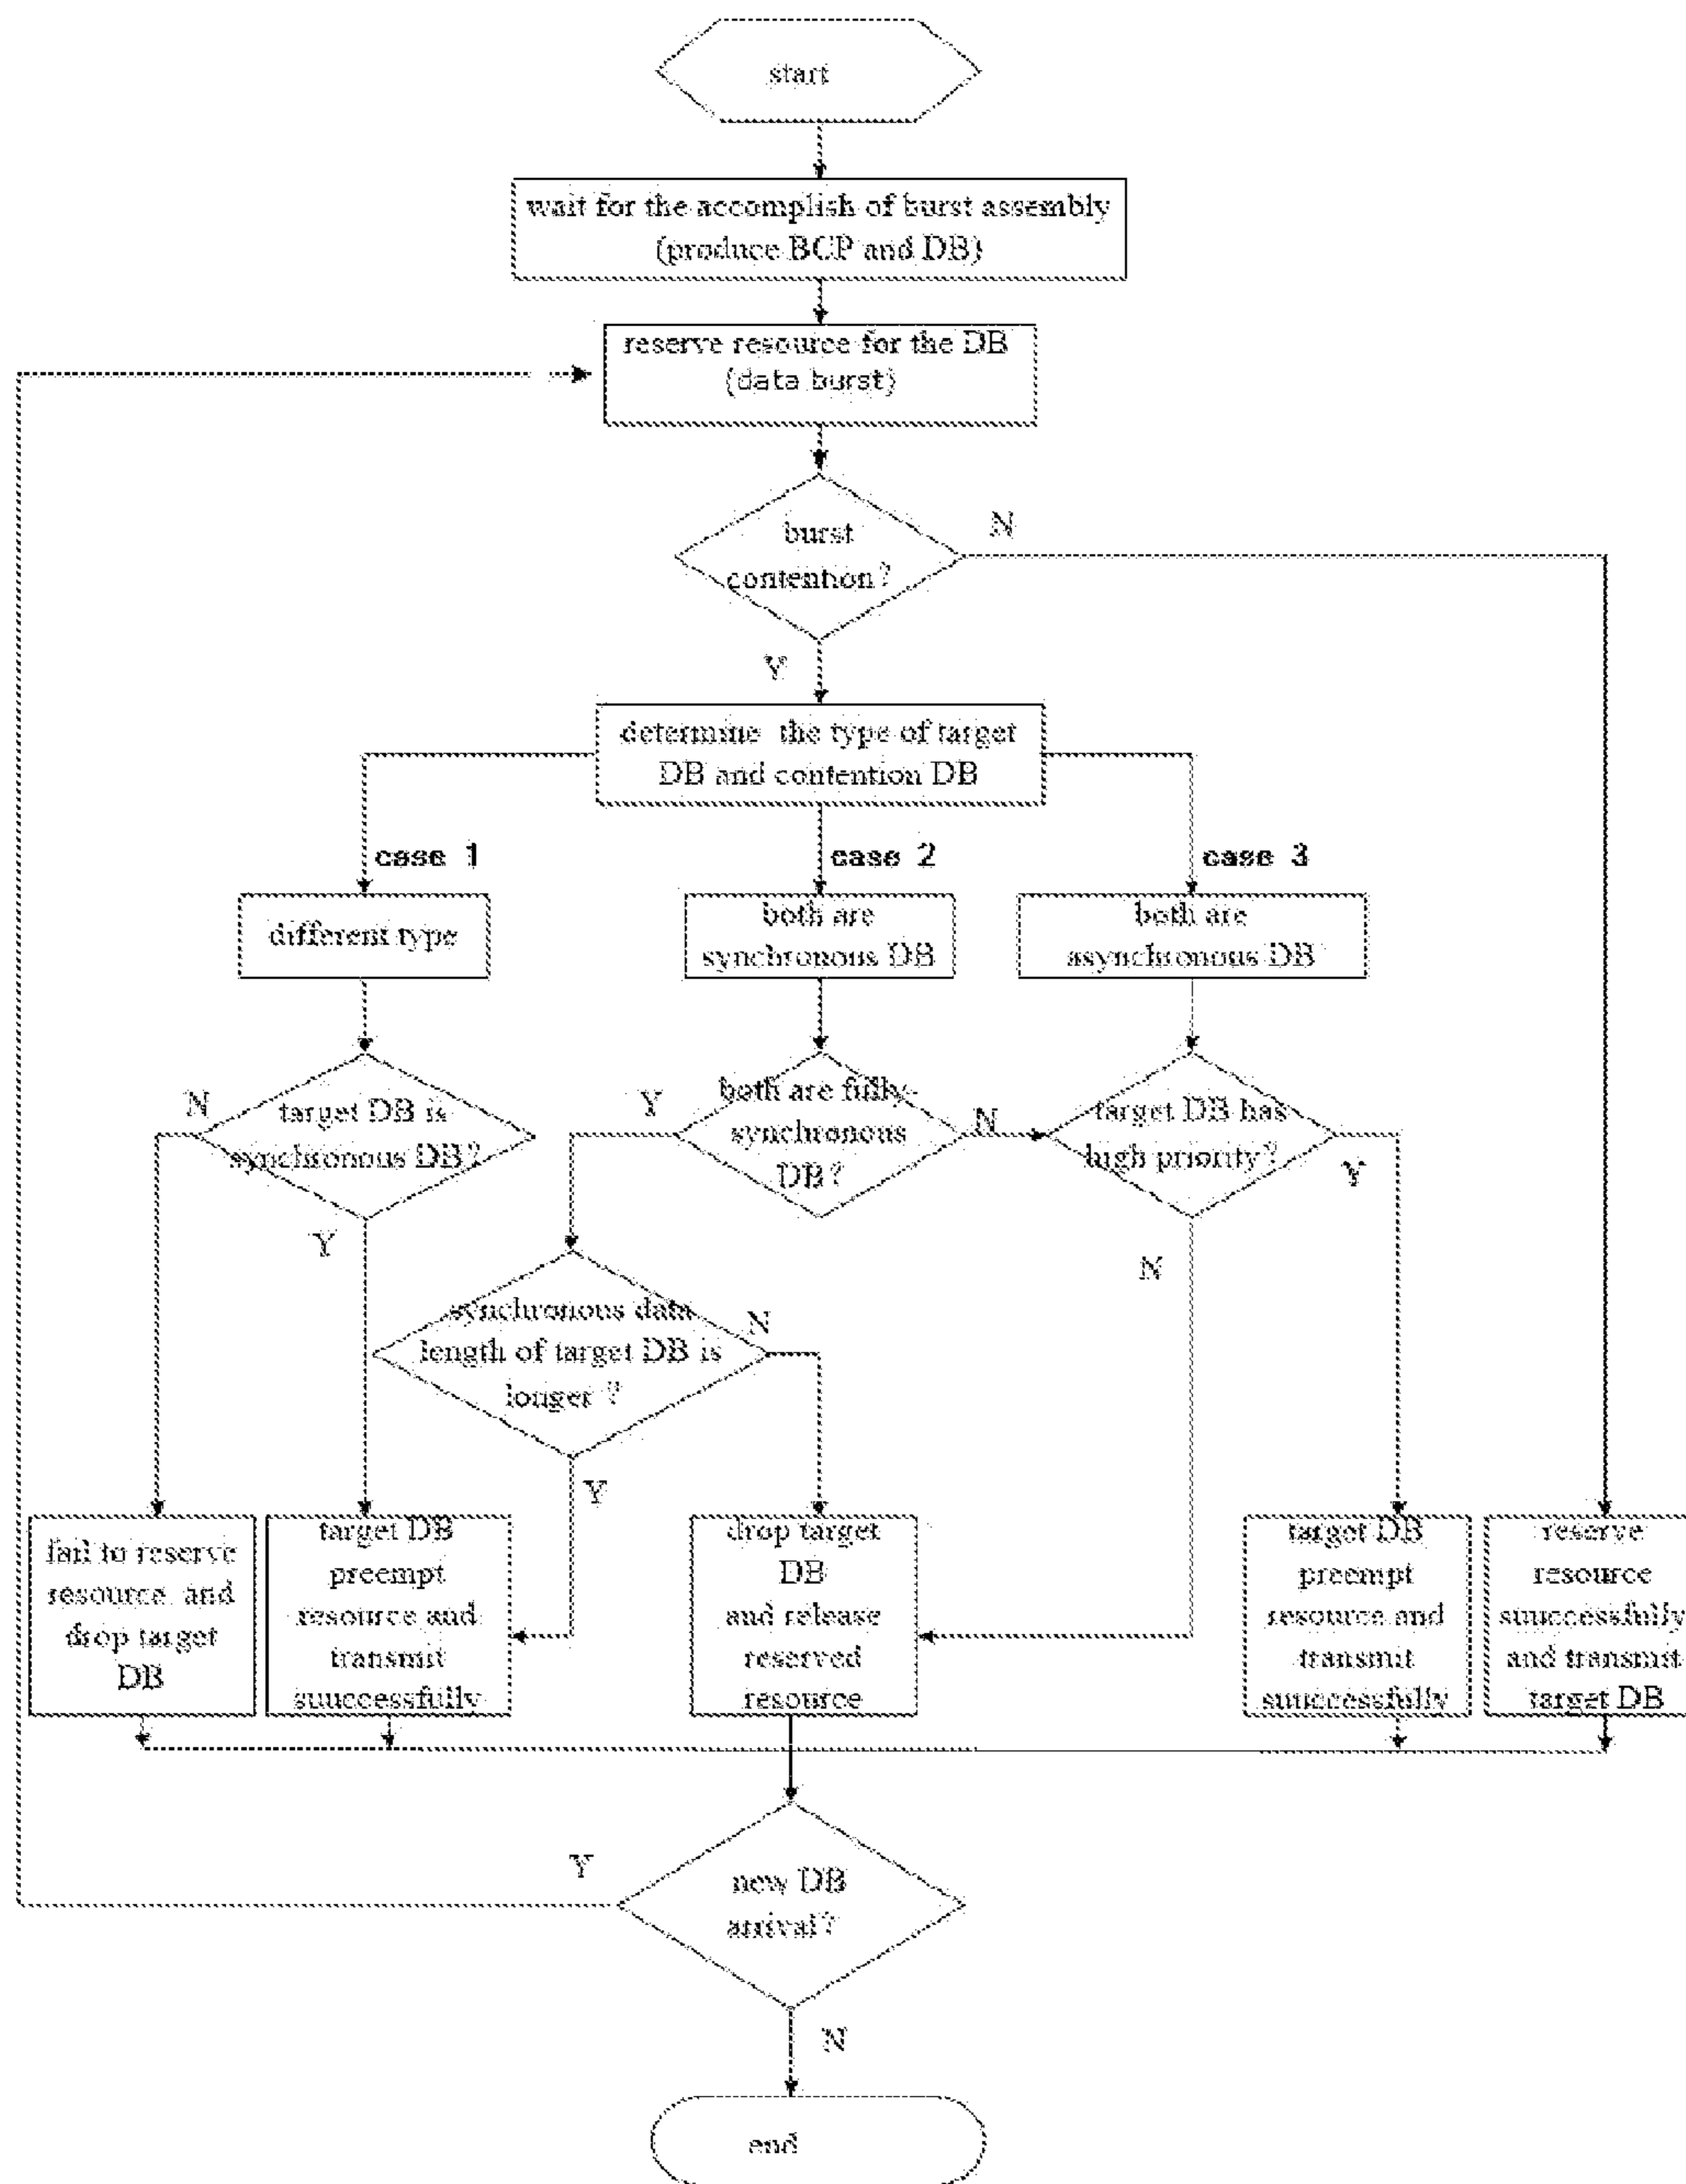 start
wait for the accomplish of burst assembly
(produce BCP and DB)
reserve resource for the DB
(data burst)
burst
contention?
N
Y
determine the type of target
DB and contention DB
case 1
case 2
case 3
different type
both are
synchronous DB
both are
asynchronous DB
N
target DB is
synchronous DB?
Y
Y
both are fully-
synchronous
DB?
N
target DB has
high priority?
Y
N
synchronous data
length of target DB is
longer ?
N
Y
fail to reserve
resource and
drop target
DB
target DB
preempt
resource and
transmit
suuccessfully
drop target
DB
and release
reserved
resource
target DB
preempt
resource and
transmit
suuccessfully
reserve
resource
suuccessfully
and transmit
target DB
Y
new DB
arrival?
N
end